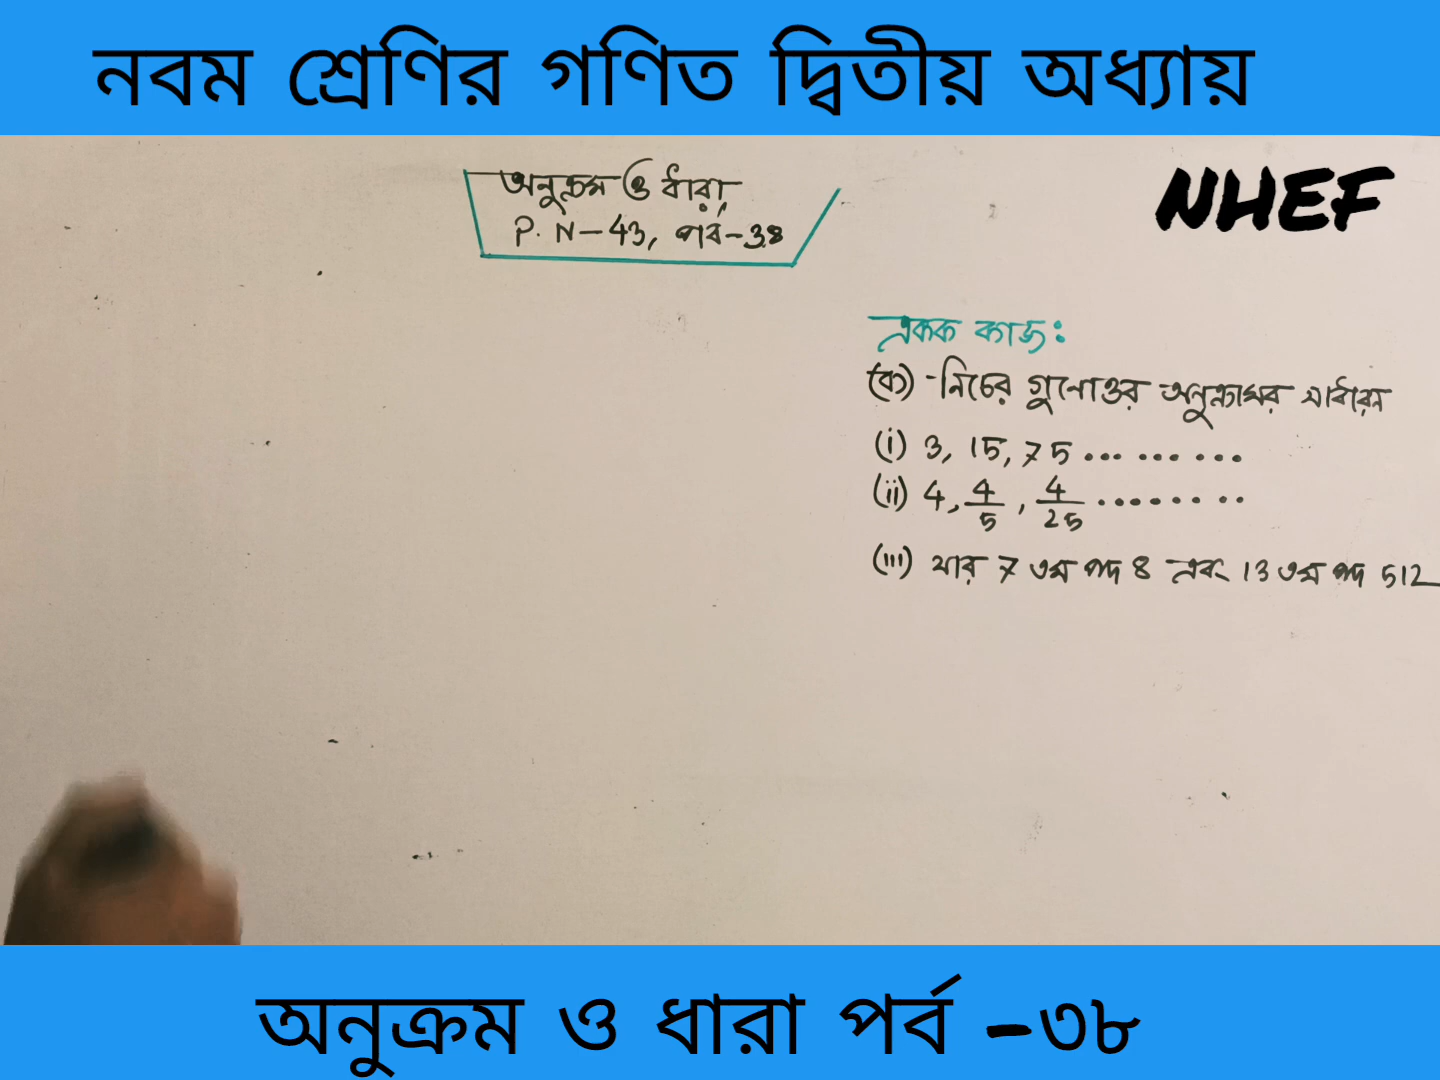 নবম শ্রেণির গণিত দ্বিতীয় অধ্যায়
অনুক্রম ও ধারা
P. N-43, পর্ব-38
NHEF
একক কাজ:
(ক) নিচের গুনোত্তর অনুক্রমের সাধারন
(i) 3, 15, 75 ... ... ...
(ii) 4, 4/5, 4/25 ........
(iii) যার 7 তম পদ 8 এবং 13 তম পদ 512
অনুক্রম ও ধারা পর্ব -৩৮